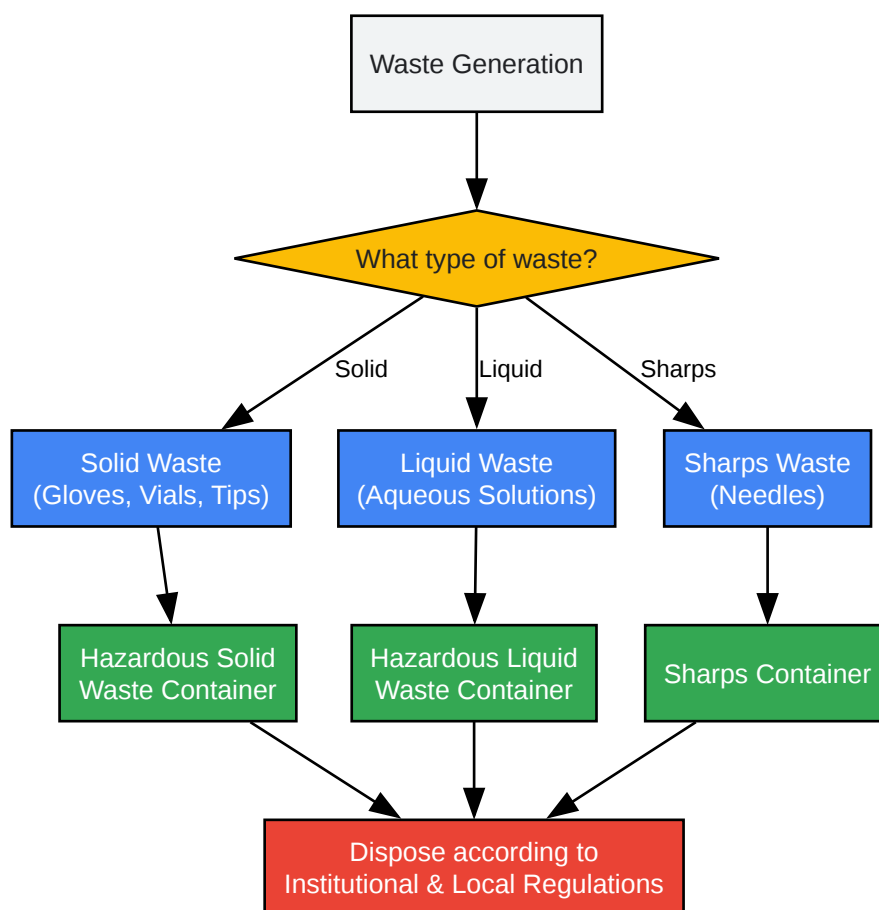 Waste Generation
What type of waste?
Solid
Liquid
Sharps
Solid Waste
(Gloves, Vials, Tips)
Liquid Waste
(Aqueous Solutions)
Sharps Waste
(Needles)
Hazardous Solid
Waste Container
Hazardous Liquid
Waste Container
Sharps Container
Dispose according to
Institutional & Local Regulations